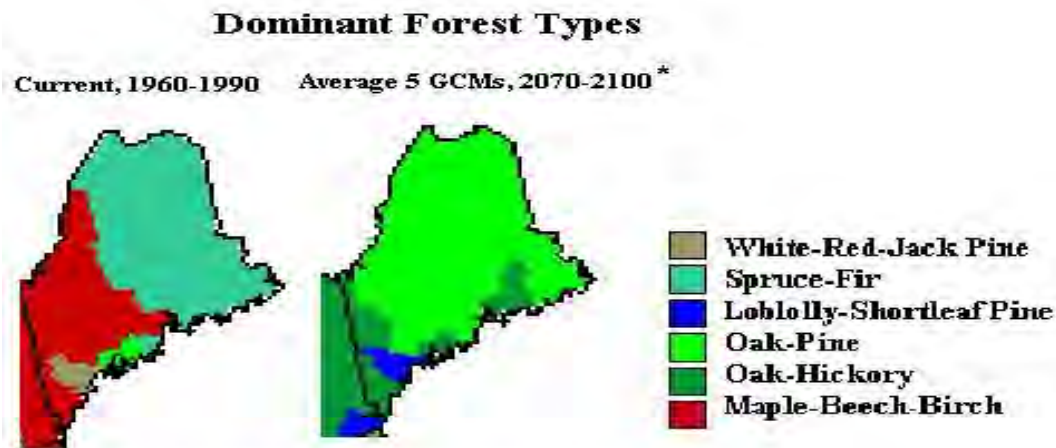 Dominant Forest Types
Current, 1960-1990
Average 5 GCMs, 2070-2100 *
White-Red-Jack Pine
Spruce-Fir
Loblolly-Shortleaf Pine
Oak-Pine
Oak-Hickory
Maple-Beech-Birch